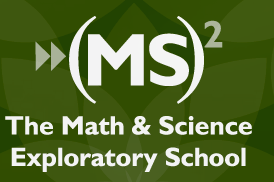 (MS)²
The Math & Science
Exploratory School